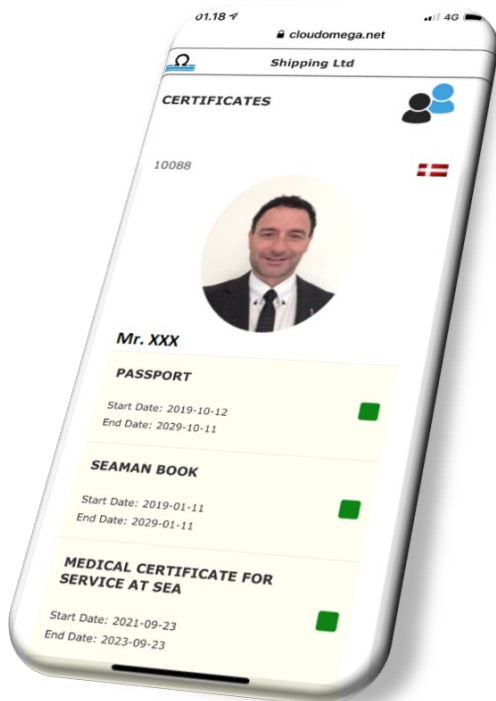 01.18
4G
cloudomega.net
Ω
Shipping Ltd
CERTIFICATES
10088
Mr. XXX
PASSPORT
Start Date: 2019-10-12
End Date: 2029-10-11
SEAMAN BOOK
Start Date: 2019-01-11
End Date: 2029-01-11
MEDICAL CERTIFICATE FOR
SERVICE AT SEA
Start Date: 2021-09-23
End Date: 2023-09-23